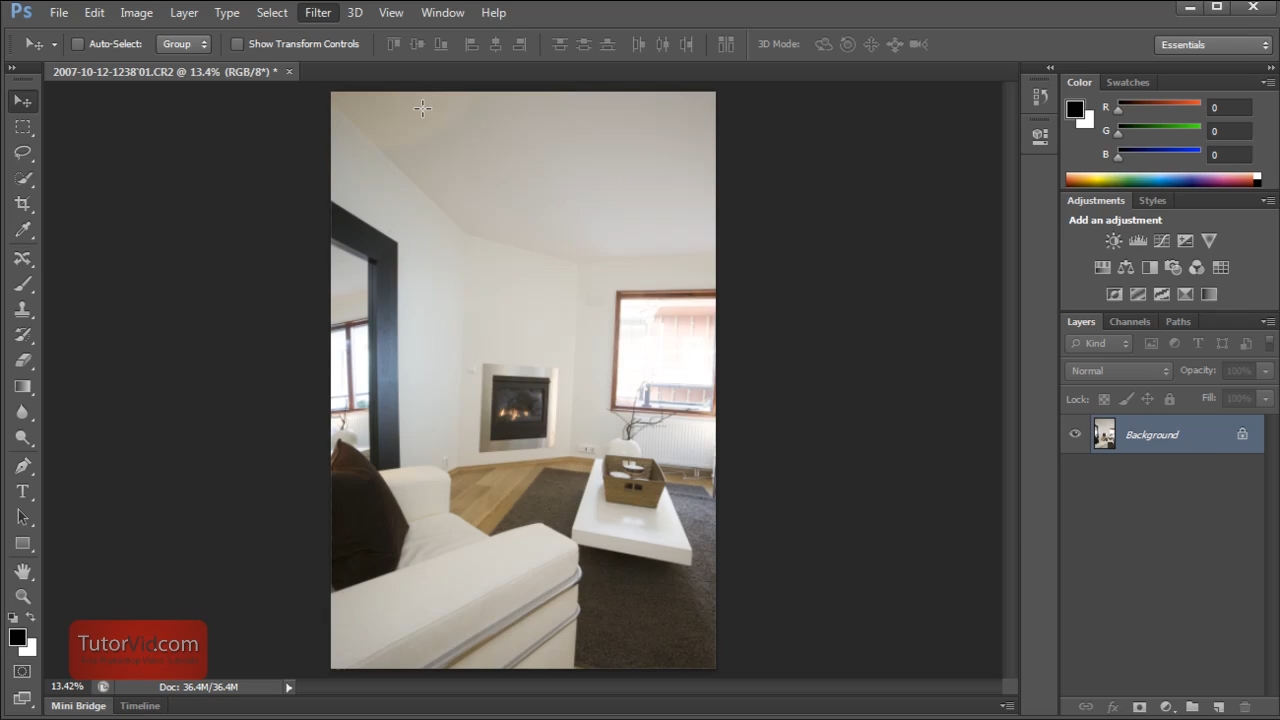 Ps File Edit Image Layer Type Select Filter 3D View Window Help
Auto-Select: Group Show Transform Controls 3D Mode: Essentials
2007-10-12-1238'01.CR2 @ 13.4% (RGB/8*) * ×
Color Swatches
R 0
G 0
B 0
Adjustments Styles
Add an adjustment
Layers Channels Paths
Kind
Normal Opacity: 100%
Lock: Fill: 100%
Background
TutorVid.com
13.42% Doc: 36.4M/36.4M
Mini Bridge Timeline